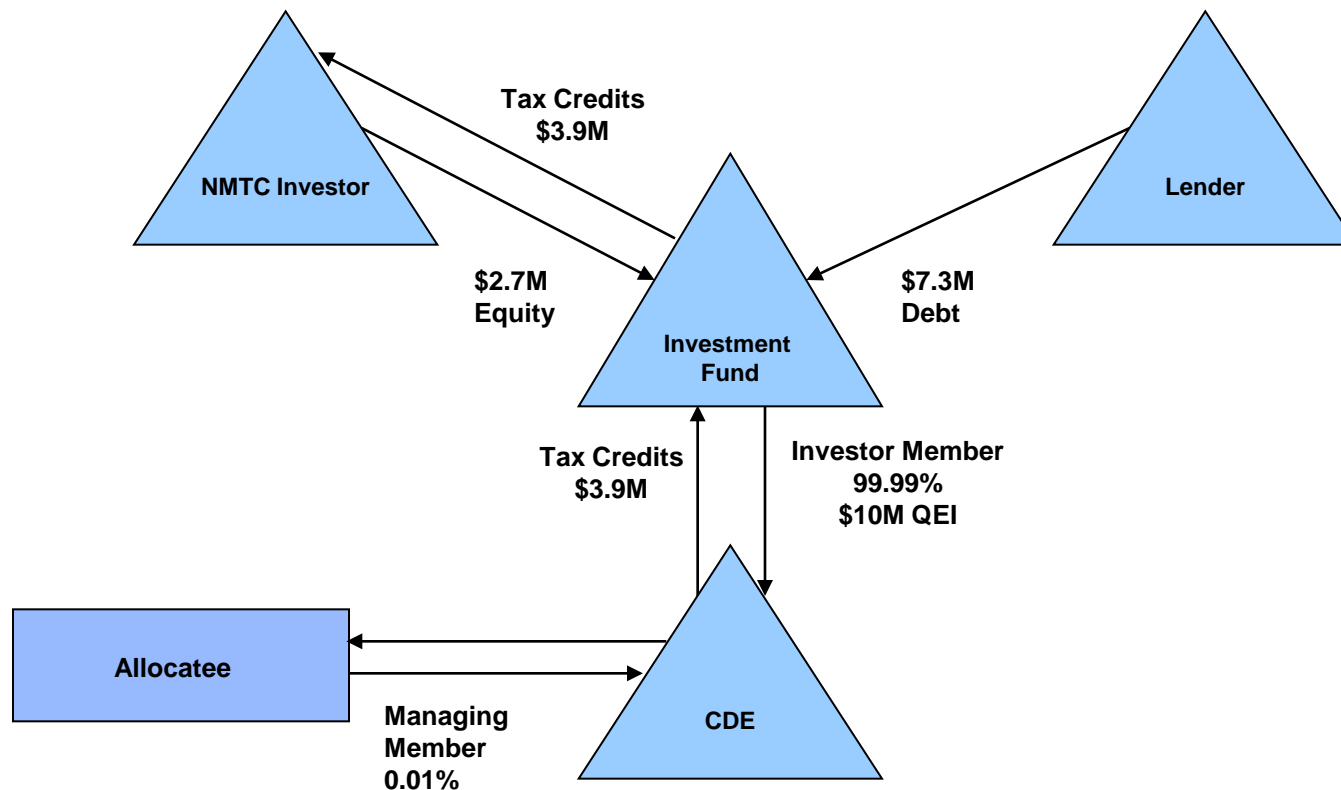 Tax Credits
$3.9M
NMTC Investor
Lender
$2.7M
Equity
$7.3M
Debt
Investment
Fund
Tax Credits
$3.9M
Investor Member
99.99%
$10M QEI
Allocatee
Managing
Member
0.01%
CDE